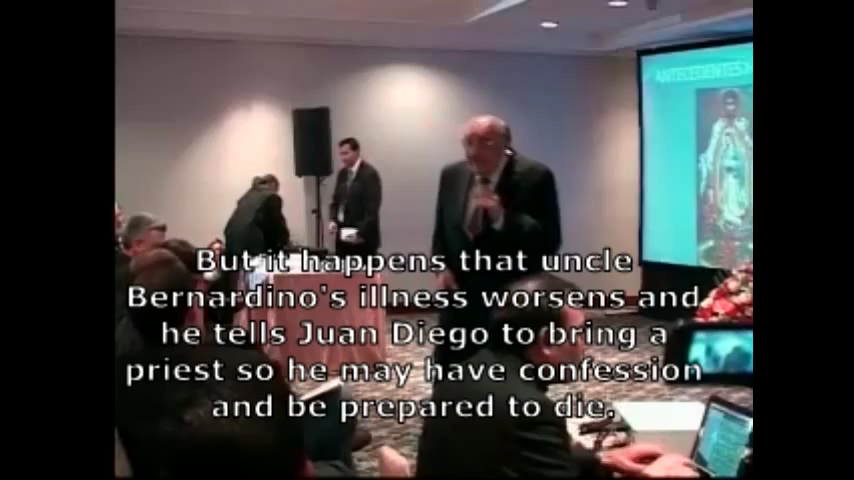 ANTECEDENTES
But it happens that uncle
Bernardino's illness worsens and
he tells Juan Diego to bring a
priest so he may have confession
and be prepared to die.